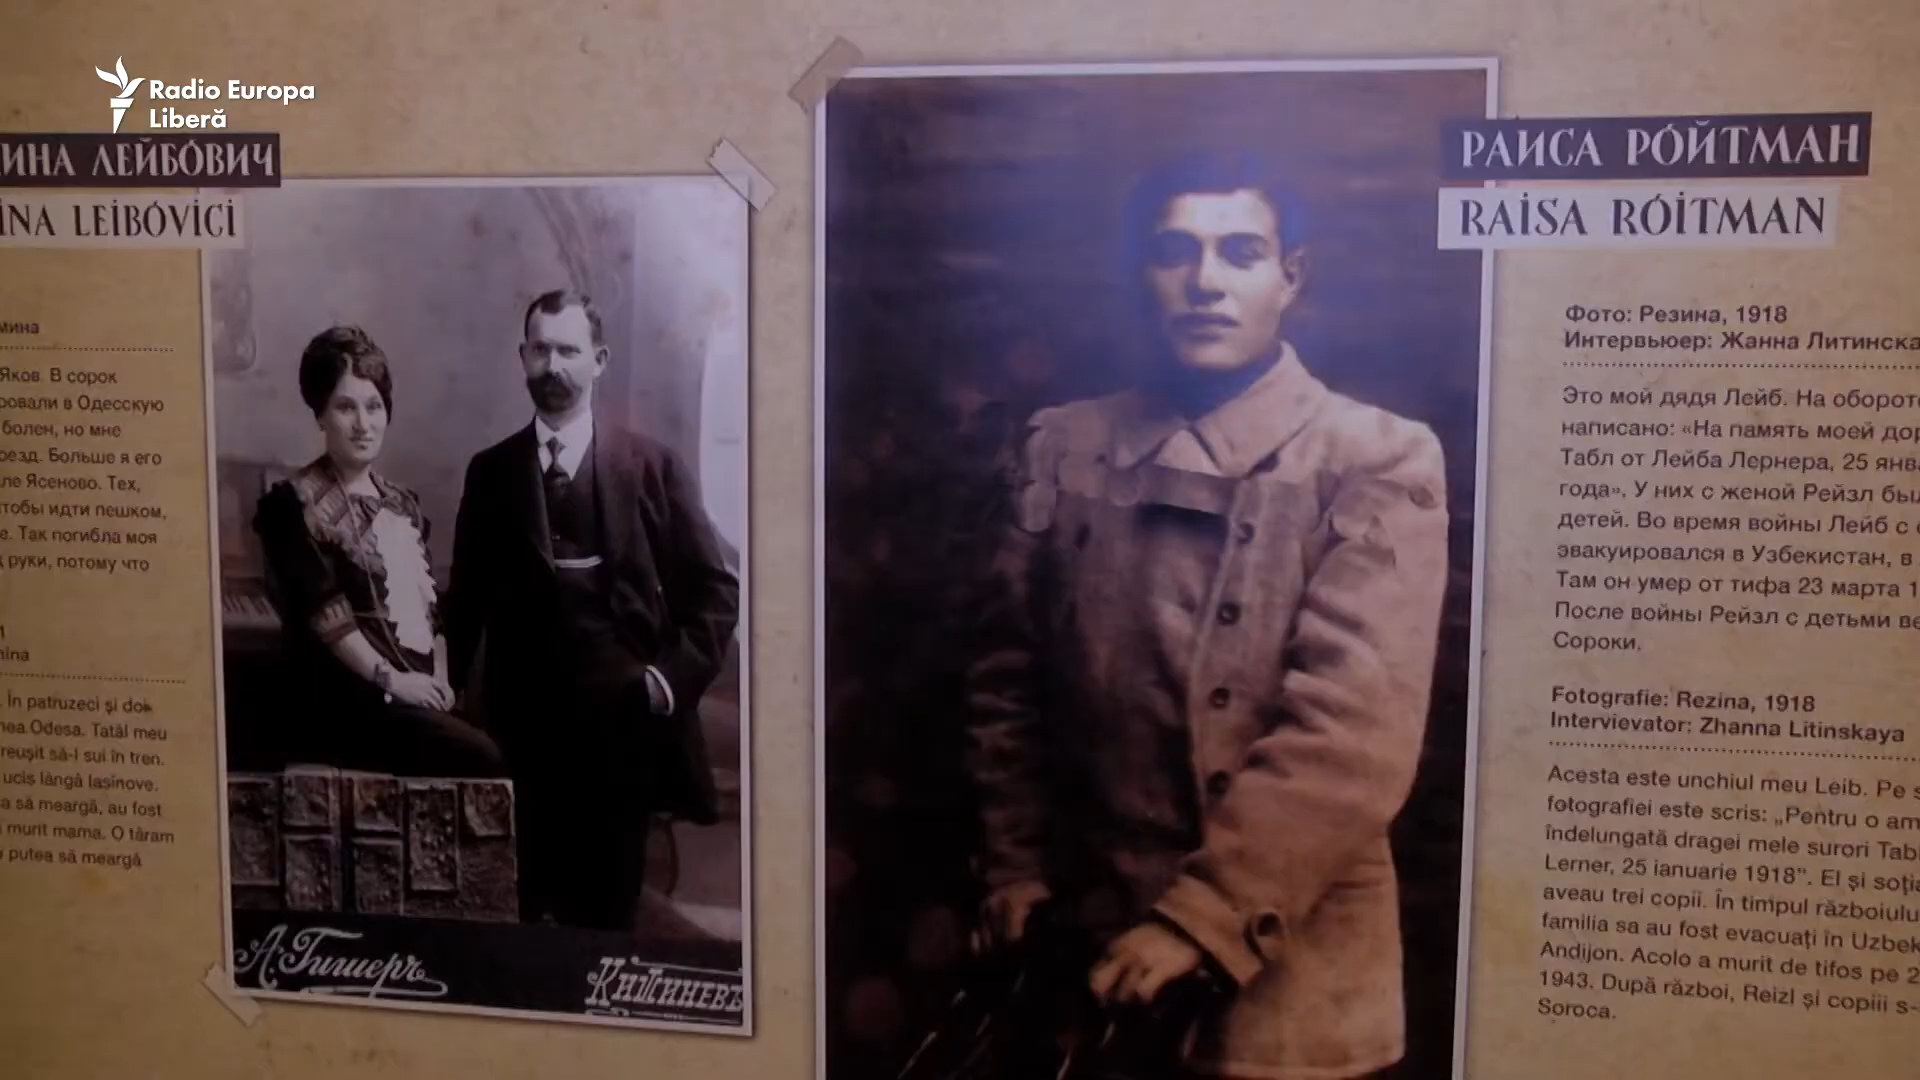 Radio Europa
Liberă
ИНА ЛЕЙБОВИЧ
INA LEIBOVICI
мина
Яков. В сорок
ровали в Одесскую
болен, но мне
оезд. Больше я его
ле Ясеново. Тех,
чтобы идти пешком,
е. Так погибла моя
руки, потому что
nina
. În patruzeci și doi
nea Odesa. Tatăl meu
reușit să-l sui în tren.
ucis lângă Iasinove.
a să meargă, au fost
murit mama. O tăram
putea să meargă
А. Гишеръ
Кишиневъ
РАИСА РОЙТМАН
RAISA ROITMAN
Фото: Резина, 1918
Интервьюер: Жанна Литинска
Это мой дядя Лейб. На оборот
написано: «На память моей дор
Табл от Лейба Лернера, 25 янва
года». У них с женой Рейзл бы
детей. Во время войны Лейб с
эвакуировался в Узбекистан, в
Там он умер от тифа 23 марта 1
После войны Рейзл с детьми ве
Сороки.
Fotografie: Rezina, 1918
Intervievator: Zhanna Litinskaya
Acesta este unchiul meu Leib. Pe s
fotografiei este scris: „Pentru o am
îndelungată dragei mele surori Tabl
Lerner, 25 ianuarie 1918”. El și soția
aveau trei copii. În timpul războiulu
familia sa au fost evacuați în Uzbek
Andijon. Acolo a murit de tifos pe 2
1943. După război, Reizl și copiii s-
Soroca.